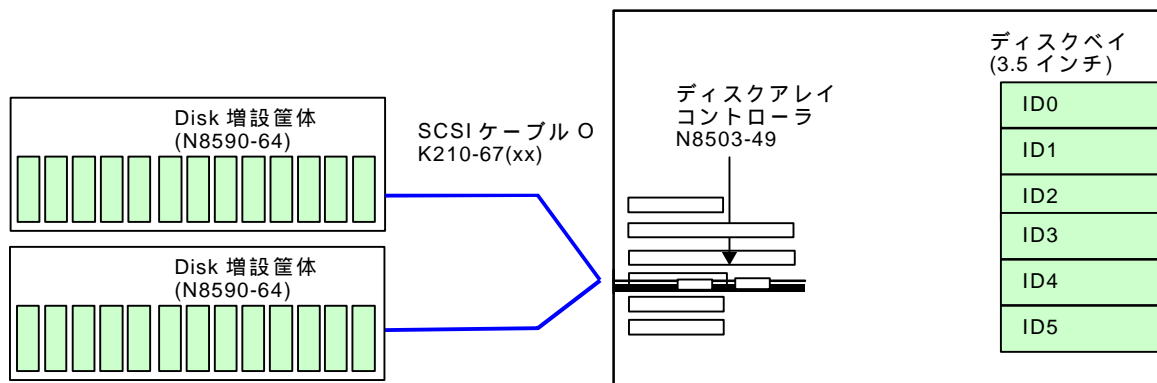 Disk 増設筐体
(N8590-64)
Disk 増設筐体
(N8590-64)
SCSI ケーブル O
K210-67(xx)
ディスクアレイ
コントローラ
N8503-49
ディスクベイ
(3.5 インチ)
ID0
ID1
ID2
ID3
ID4
ID5